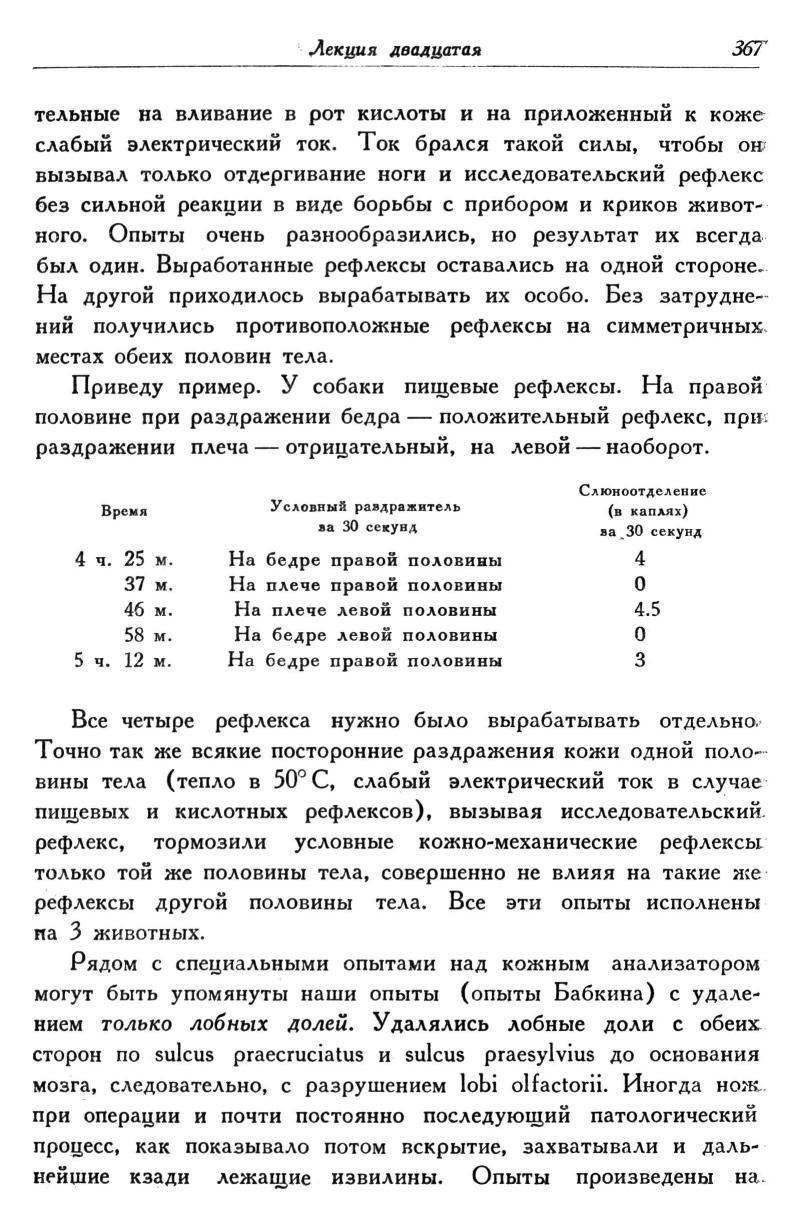 Лекция двадцатая 367
тельные на вливание в рот кислоты и на приложенный к коже
слабый электрический ток. Ток брался такой силы, чтобы он
вызывал только отдергивание ноги и исследовательский рефлекс
без сильной реакции в виде борьбы с прибором и криков живот-
ного. Опыты очень разнообразились, но результат их всегда
был один. Выработанные рефлексы оставались на одной стороне.
На другой приходилось вырабатывать их особо. Без затрудне-
ний получились противоположные рефлексы на симметричных
местах обеих половин тела.
Приведу пример. У собаки пищевые рефлексы. На правой
половине при раздражении бедра — положительный рефлекс, при
раздражении плеча — отрицательный, на левой — наоборот.
Время Условный раздражитель за 30 секунд Слюноотделение (в каплях) за 30 секунд
4 ч. 25 м. На бедре правой половины 4
37 м. На плече правой половины 0
46 м. На плече левой половины 4.5
58 м. На бедре левой половины 0
5 ч. 12 м. На бедре правой половины 3
Все четыре рефлекса нужно было вырабатывать отдельно.
Точно так же всякие посторонние раздражения кожи одной поло-
вины тела (тепло в 50° С, слабый электрический ток в случае
пищевых и кислотных рефлексов), вызывая исследовательский
рефлекс, тормозили условные кожно-механические рефлексы
только той же половины тела, совершенно не влияя на такие же
рефлексы другой половины тела. Все эти опыты исполнены
на 3 животных.
Рядом с специальными опытами над кожным анализатором
могут быть упомянуты наши опыты (опыты Бабкина) с удале-
нием только лобных долей. Удалялись лобные доли с обеих
сторон по sulcus praecruciatus и sulcus praesylvius до основания
мозга, следовательно, с разрушением lobi olfactorii. Иногда нож
при операции и почти постоянно последующий патологический
процесс, как показывало потом вскрытие, захватывали и даль-
нейшие кзади лежащие извилины. Опыты произведены на